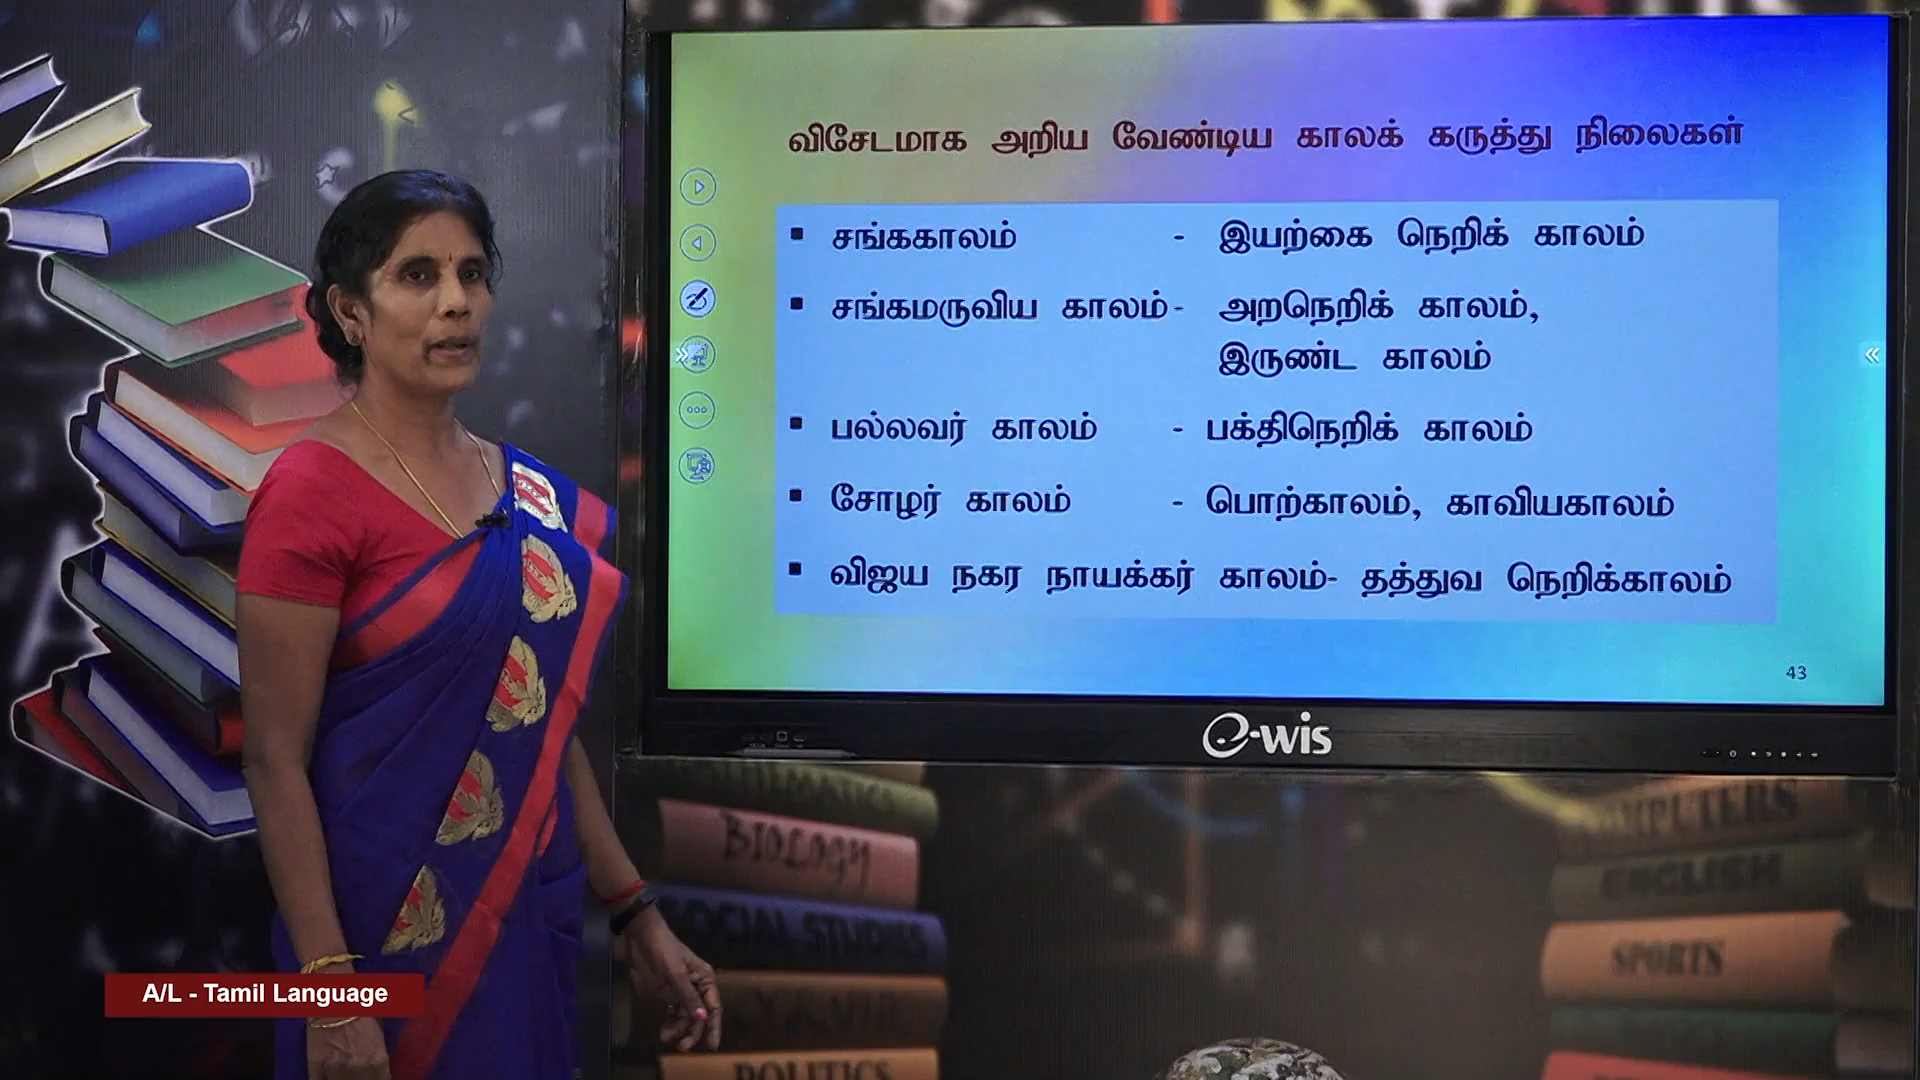 விசேடமாக அறிய வேண்டிய காலக் கருத்து நிலைகள்
▪ சங்ககாலம் - இயற்கை நெறிக் காலம்
▪ சங்கமருவிய காலம் - அறநெறிக் காலம்,
இருண்ட காலம்
▪ பல்லவர் காலம் - பக்திநெறிக் காலம்
▪ சோழர் காலம் - பொற்காலம், காவியகாலம்
▪ விஜய நகர நாயக்கர் காலம்- தத்துவ நெறிக்காலம்
43
e-wis
BIOLOGY
SOCIAL STUDIES
POLITICS
COMPUTERS
ENGLISH
SPORTS
A/L - Tamil Language